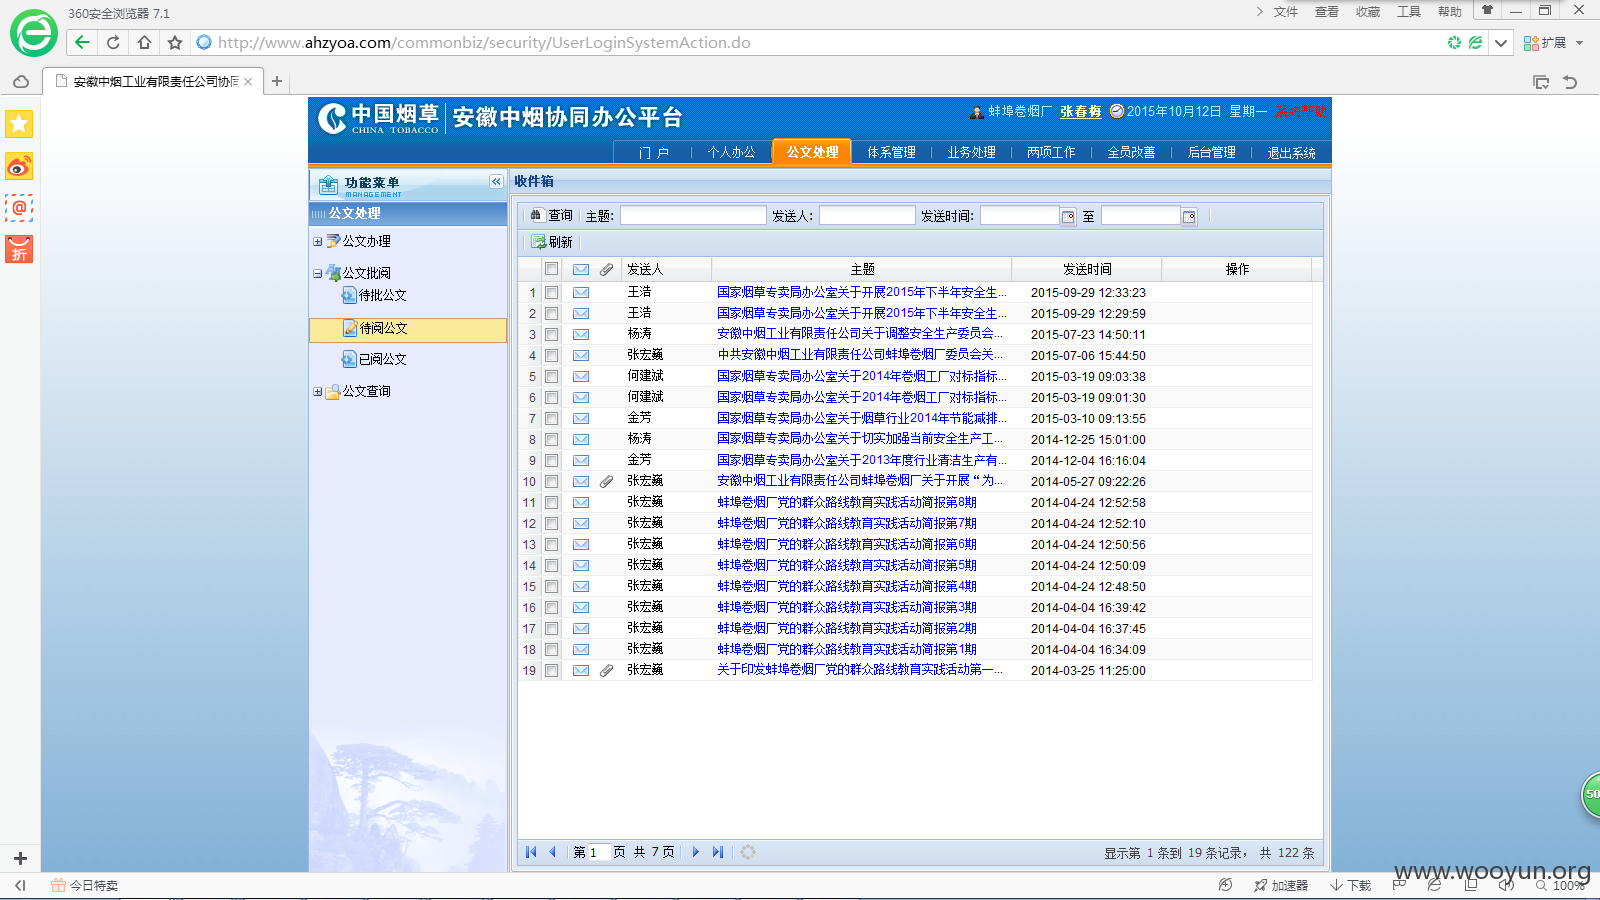 360安全浏览器 7.1
文件 查看 收藏 工具 帮助
http://www.ahzyoa.com/commonbiz/security/UserLoginSystemAction.do
扩展
安徽中烟工业有限责任公司协同
中国烟草
CHINA TOBACCO
安徽中烟协同办公平台
蚌埠卷烟厂 张春梅 2015年10月12日 星期一 系统帮助
门 户 个人办公 公文处理 体系管理 业务处理 两项工作 全员改善 后台管理 退出系统
功能菜单
MANAGEMENT
公文处理
公文办理
公文批阅
待批公文
待阅公文
已阅公文
公文查询
折
收件箱
查询 主题: 发送人: 发送时间: 至
刷新
发送人 主题 发送时间 操作
1 王浩 国家烟草专卖局办公室关于开展2015年下半年安全生... 2015-09-29 12:33:23
2 王浩 国家烟草专卖局办公室关于开展2015年下半年安全生... 2015-09-29 12:29:59
3 杨涛 安徽中烟工业有限责任公司关于调整安全生产委员会... 2015-07-23 14:50:11
4 张宏巍 中共安徽中烟工业有限责任公司蚌埠卷烟厂委员会关... 2015-07-06 15:44:50
5 何建斌 国家烟草专卖局办公室关于2014年卷烟工厂对标指标... 2015-03-19 09:03:38
6 何建斌 国家烟草专卖局办公室关于2014年卷烟工厂对标指标... 2015-03-19 09:01:30
7 金芳 国家烟草专卖局办公室关于烟草行业2014年节能减排... 2015-03-10 09:13:55
8 杨涛 国家烟草专卖局办公室关于切实加强当前安全生产工... 2014-12-25 15:01:00
9 金芳 国家烟草专卖局办公室关于2013年度行业清洁生产有... 2014-12-04 16:16:04
10 张宏巍 安徽中烟工业有限责任公司蚌埠卷烟厂关于开展“为... 2014-05-27 09:22:26
11 张宏巍 蚌埠卷烟厂党的群众路线教育实践活动简报第8期 2014-04-24 12:52:58
12 张宏巍 蚌埠卷烟厂党的群众路线教育实践活动简报第7期 2014-04-24 12:52:10
13 张宏巍 蚌埠卷烟厂党的群众路线教育实践活动简报第6期 2014-04-24 12:50:56
14 张宏巍 蚌埠卷烟厂党的群众路线教育实践活动简报第5期 2014-04-24 12:50:09
15 张宏巍 蚌埠卷烟厂党的群众路线教育实践活动简报第4期 2014-04-24 12:48:50
16 张宏巍 蚌埠卷烟厂党的群众路线教育实践活动简报第3期 2014-04-04 16:39:42
17 张宏巍 蚌埠卷烟厂党的群众路线教育实践活动简报第2期 2014-04-04 16:37:45
18 张宏巍 蚌埠卷烟厂党的群众路线教育实践活动简报第1期 2014-04-04 16:34:09
19 张宏巍 关于印发蚌埠卷烟厂党的群众路线教育实践活动第一... 2014-03-25 11:25:00
50
第 1 页 共 7 页
显示第 1 条到 19 条记录, 共 122 条
www.wooyun.org
今日特卖
加速器 下载 100%